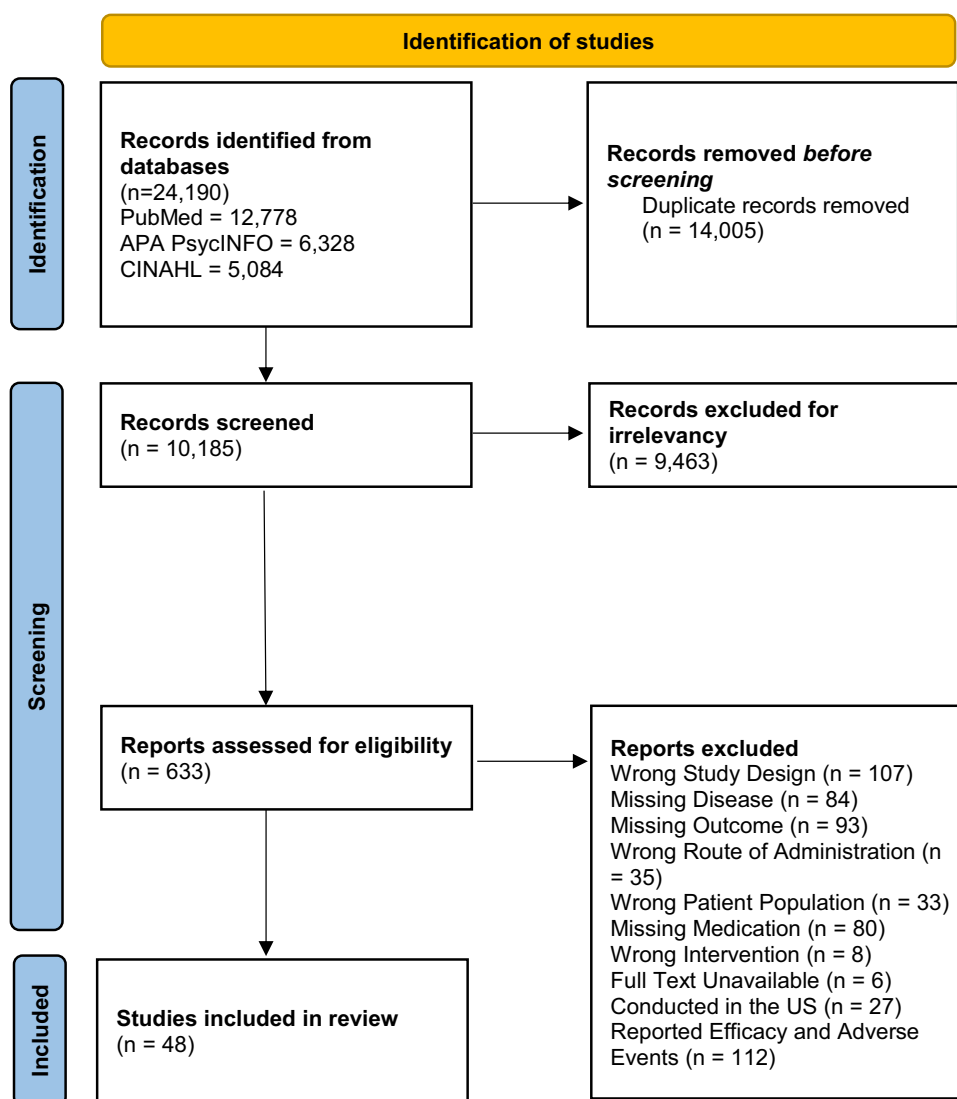 Identification of studies
Identification
Records identified from
databases
(n=24,190)
PubMed = 12,778
APA PsycINFO = 6,328
CINAHL = 5,084
Records removed before
screening
Duplicate records removed
(n = 14,005)
Screening
Records screened
(n = 10,185)
Records excluded for
irrelevancy
(n = 9,463)
Reports assessed for eligibility
(n = 633)
Reports excluded
Wrong Study Design (n = 107)
Missing Disease (n = 84)
Missing Outcome (n = 93)
Wrong Route of Administration (n
= 35)
Wrong Patient Population (n = 33)
Missing Medication (n = 80)
Wrong Intervention (n = 8)
Full Text Unavailable (n = 6)
Conducted in the US (n = 27)
Reported Efficacy and Adverse
Events (n = 112)
Included
Studies included in review
(n = 48)